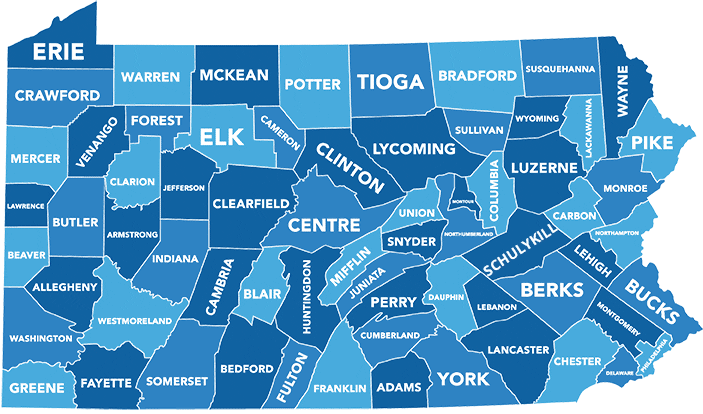 ERIE
CRAWFORD
WARREN
MCKEAN
POTTER
TIOGA
BRADFORD
SUSQUEHANNA
WAYNE
VENANGO
FOREST
ELK
CAMERON
SULLIVAN
WYOMING
LACKAWANNA
PIKE
MERCER
CLARION
JEFFERSON
CLINTON
LYCOMING
LUZERNE
MONROE
LAWRENCE
BUTLER
ARMSTRONG
CLEARFIELD
CENTRE
UNION
MONTOUR
COLUMBIA
CARBON
SNYDER
NORTHUMBERLAND
SCHULYKILL
NORTHAMPTON
BEAVER
INDIANA
MIFFLIN
JUNIATA
LEHIGH
ALLEGHENY
CAMBRIA
BLAIR
HUNTINGDON
PERRY
DAUPHIN
LEBANON
BERKS
BUCKS
WASHINGTON
WESTMORELAND
CUMBERLAND
MONTGOMERY
GREENE
FAYETTE
SOMERSET
BEDFORD
FULTON
FRANKLIN
ADAMS
YORK
LANCASTER
CHESTER
DELAWARE
PHILADELPHIA